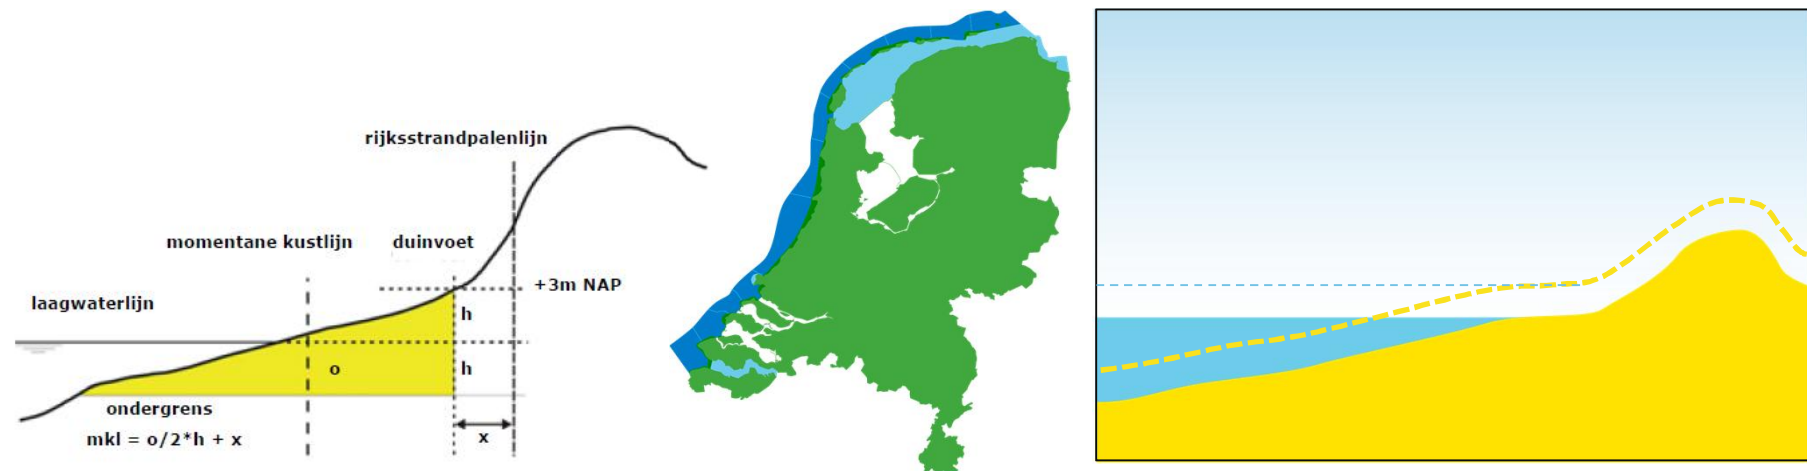 rijksstrandpalenlijn
momentane kustlijn
duinvoet
+3m NAP
laagwaterlijn
h
o
h
ondergrens
mkl = o/2*h + x
x